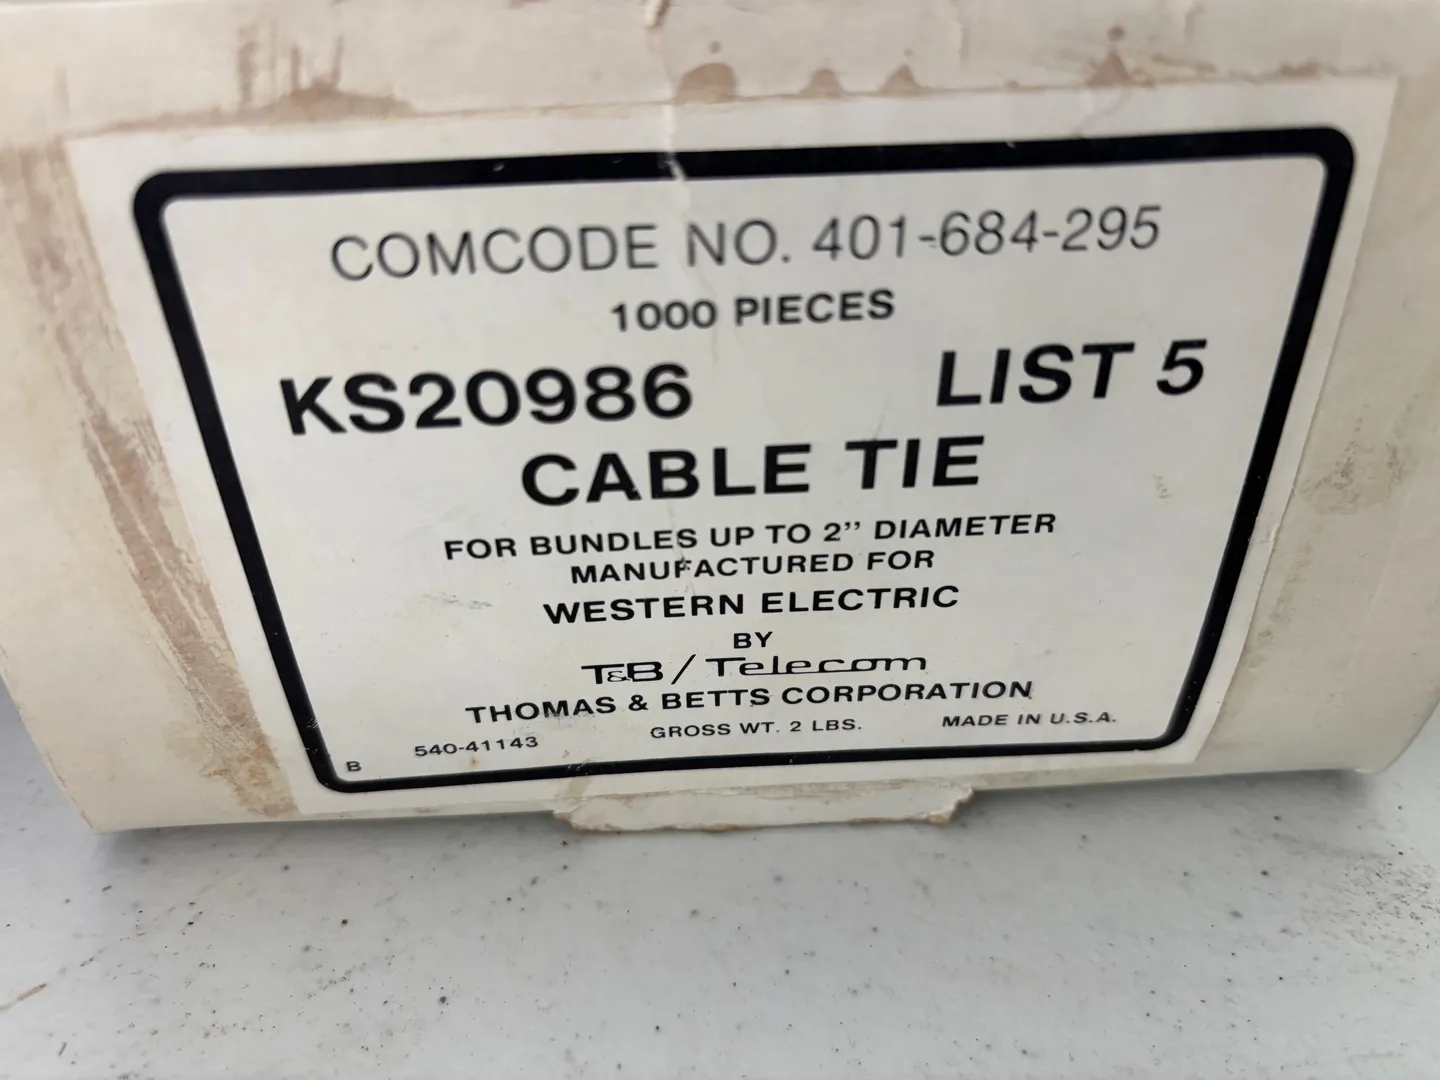 COMCODE NO. 401-684-295
1000 PIECES
KS20986 LIST 5
CABLE TIE
FOR BUNDLES UP TO 2" DIAMETER
MANUFACTURED FOR
WESTERN ELECTRIC
BY
T&B/Telecom
THOMAS & BETTS CORPORATION
B 540-41143 GROSS WT. 2 LBS. MADE IN U.S.A.